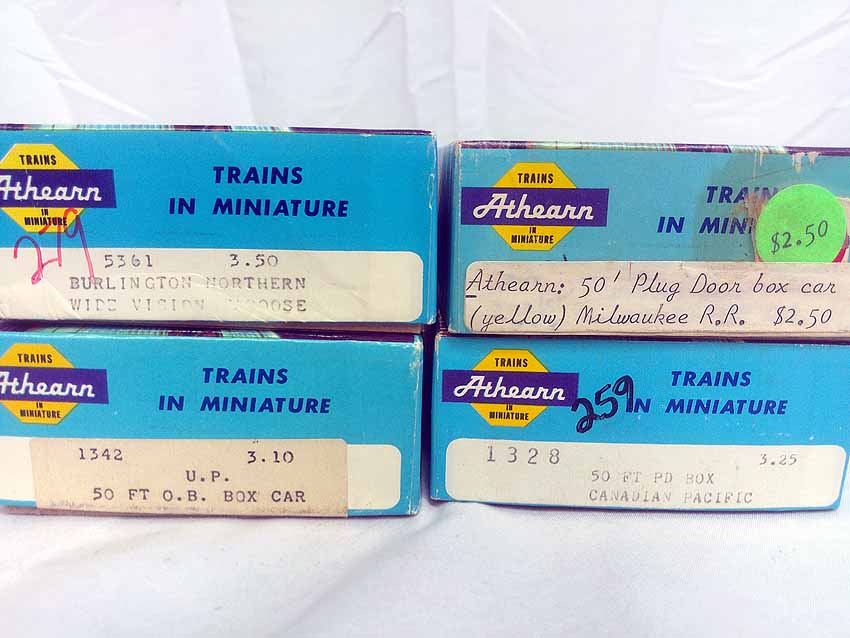 TRAINS
Athearn
IN
MINIATURE
TRAINS
IN MINIATURE
279
5361 3.50
BURLINGTON NORTHERN
WIDE VISION
TRAINS
Athearn
IN
MINIATURE
IN
$2.50
Athearn: 50' Plug Door box car
(yellow) Milwaukee R.R. $2.50
TRAINS
Athearn
IN
MINIATURE
TRAINS
IN MINIATURE
1342 3.10
U.P.
50 FT O.B. BOX CAR
TRAINS
Athearn
IN
MINIATURE
259
TRAINS
IN MINIATURE
1328 3.25
50 FT PD BOX
CANADIAN PACIFIC